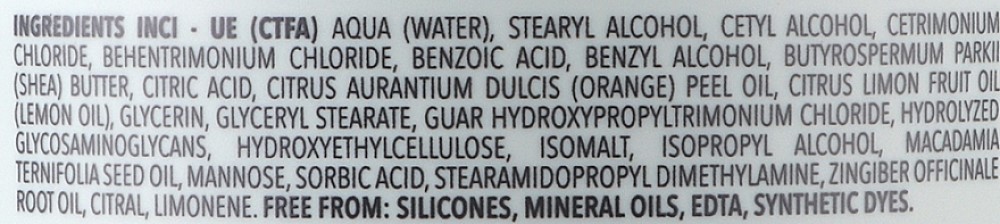 INGREDIENTS INCI - UE (CTFA) AQUA (WATER), STEARYL ALCOHOL, CETYL ALCOHOL, CETRIMONIUM
CHLORIDE, BEHENTRIMONIUM CHLORIDE, BENZOIC ACID, BENZYL ALCOHOL, BUTYROSPERMUM PARKII
(SHEA) BUTTER, CITRIC ACID, CITRUS AURANTIUM DULCIS (ORANGE) PEEL OIL, CITRUS LIMON FRUIT OIL
(LEMON OIL), GLYCERIN, GLYCERYL STEARATE, GUAR HYDROXYPROPYLTRIMONIUM CHLORIDE, HYDROLYZED
GLYCOSAMINOGLYCANS, HYDROXYETHYLCELLULOSE, ISOMALT, ISOPROPYL ALCOHOL, MACADAMIA
TERNIFOLIA SEED OIL, MANNOSE, SORBIC ACID, STEARAMIDOPROPYL DIMETHYLAMINE, ZINGIBER OFFICINALE
ROOT OIL, CITRAL, LIMONENE. FREE FROM: SILICONES, MINERAL OILS, EDTA, SYNTHETIC DYES.